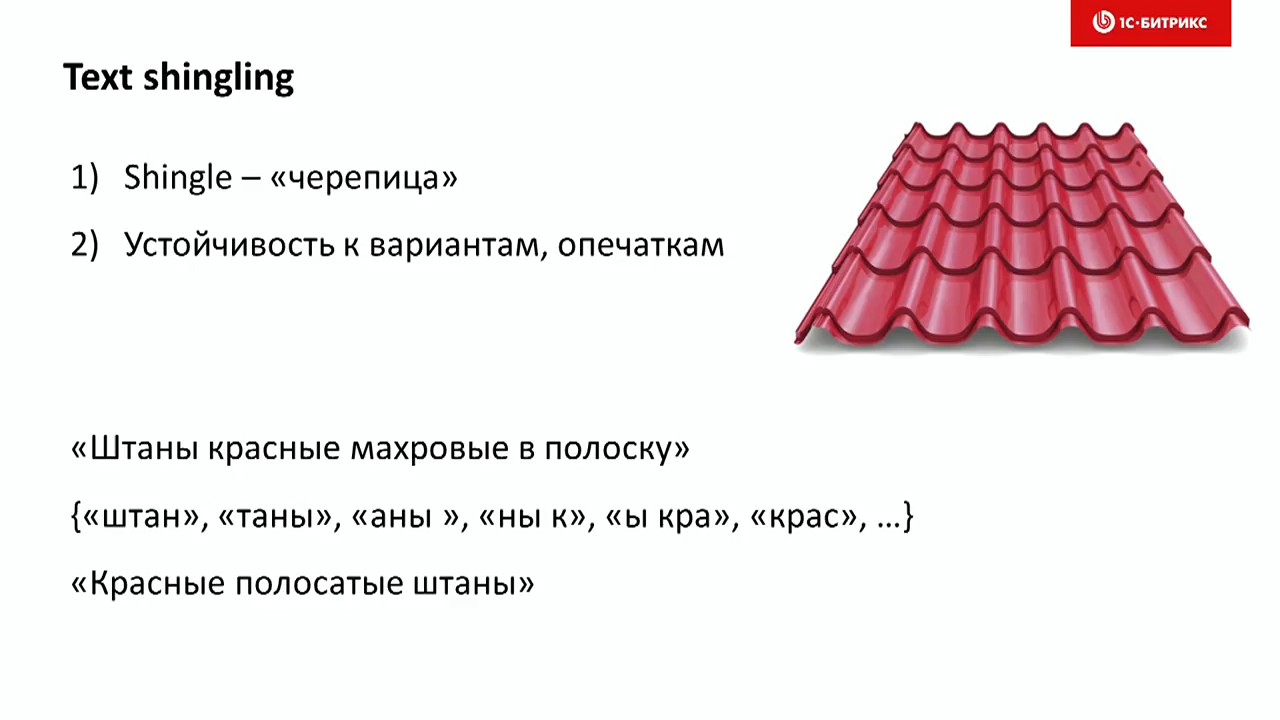 1С·БИТРИКС
Text shingling
1) Shingle – «черепица»
2) Устойчивость к вариантам, опечаткам
«Штаны красные махровые в полоску»
{«штан», «таны», «аны », «ны к», «ы кра», «крас», …}
«Красные полосатые штаны»